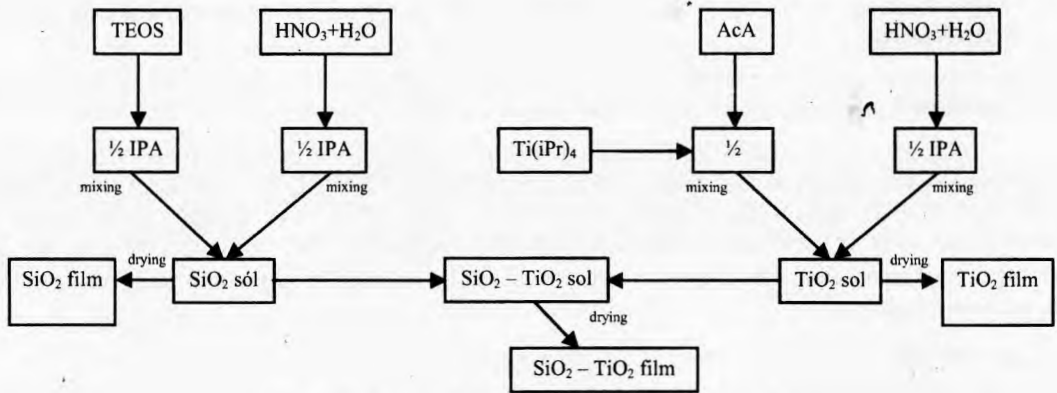 TEOS
HNO₃+H₂O
AcA
HNO₃+H₂O
½ IPA
½ IPA
Ti(iPr)₄
½
½ IPA
mixing
mixing
mixing
mixing
SiO₂ film
drying
SiO₂ sól
SiO₂ – TiO₂ sol
TiO₂ sol
drying
TiO₂ film
drying
SiO₂ – TiO₂ film